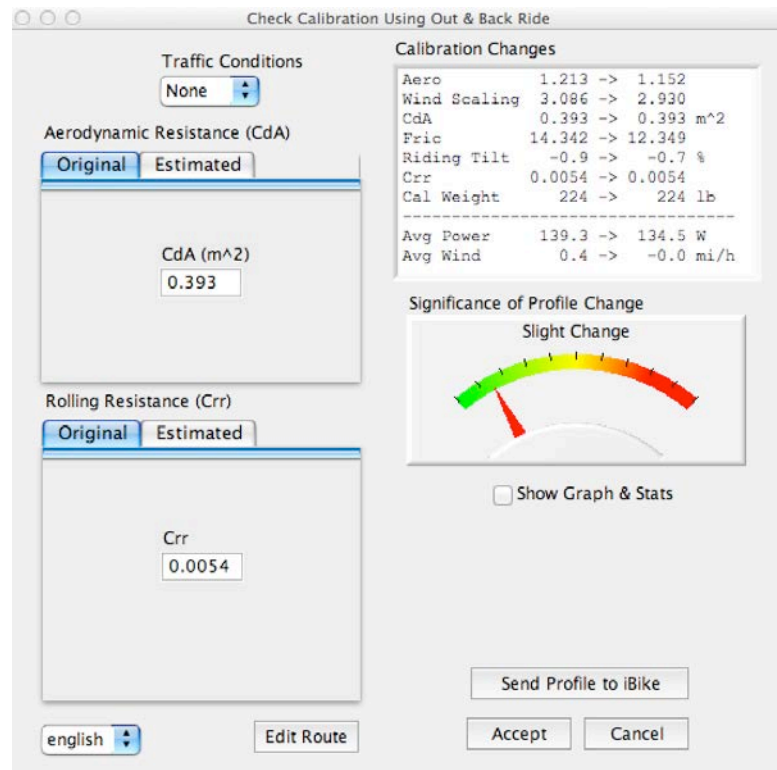 Check Calibration Using Out & Back Ride
Traffic Conditions
None
Aerodynamic Resistance (CdA)
Original Estimated
CdA (m^2)
0.393
Rolling Resistance (Crr)
Original Estimated
Crr
0.0054
english
Edit Route
Calibration Changes
Aero 1.213 -> 1.152
Wind Scaling 3.086 -> 2.930
CdA 0.393 -> 0.393 m^2
Fric 14.342 -> 12.349
Riding Tilt -0.9 -> -0.7 %
Crr 0.0054 -> 0.0054
Cal Weight 224 -> 224 lb
----------------------------------
Avg Power 139.3 -> 134.5 W
Avg Wind 0.4 -> -0.0 mi/h
Significance of Profile Change
Slight Change
Show Graph & Stats
Send Profile to iBike
Accept Cancel